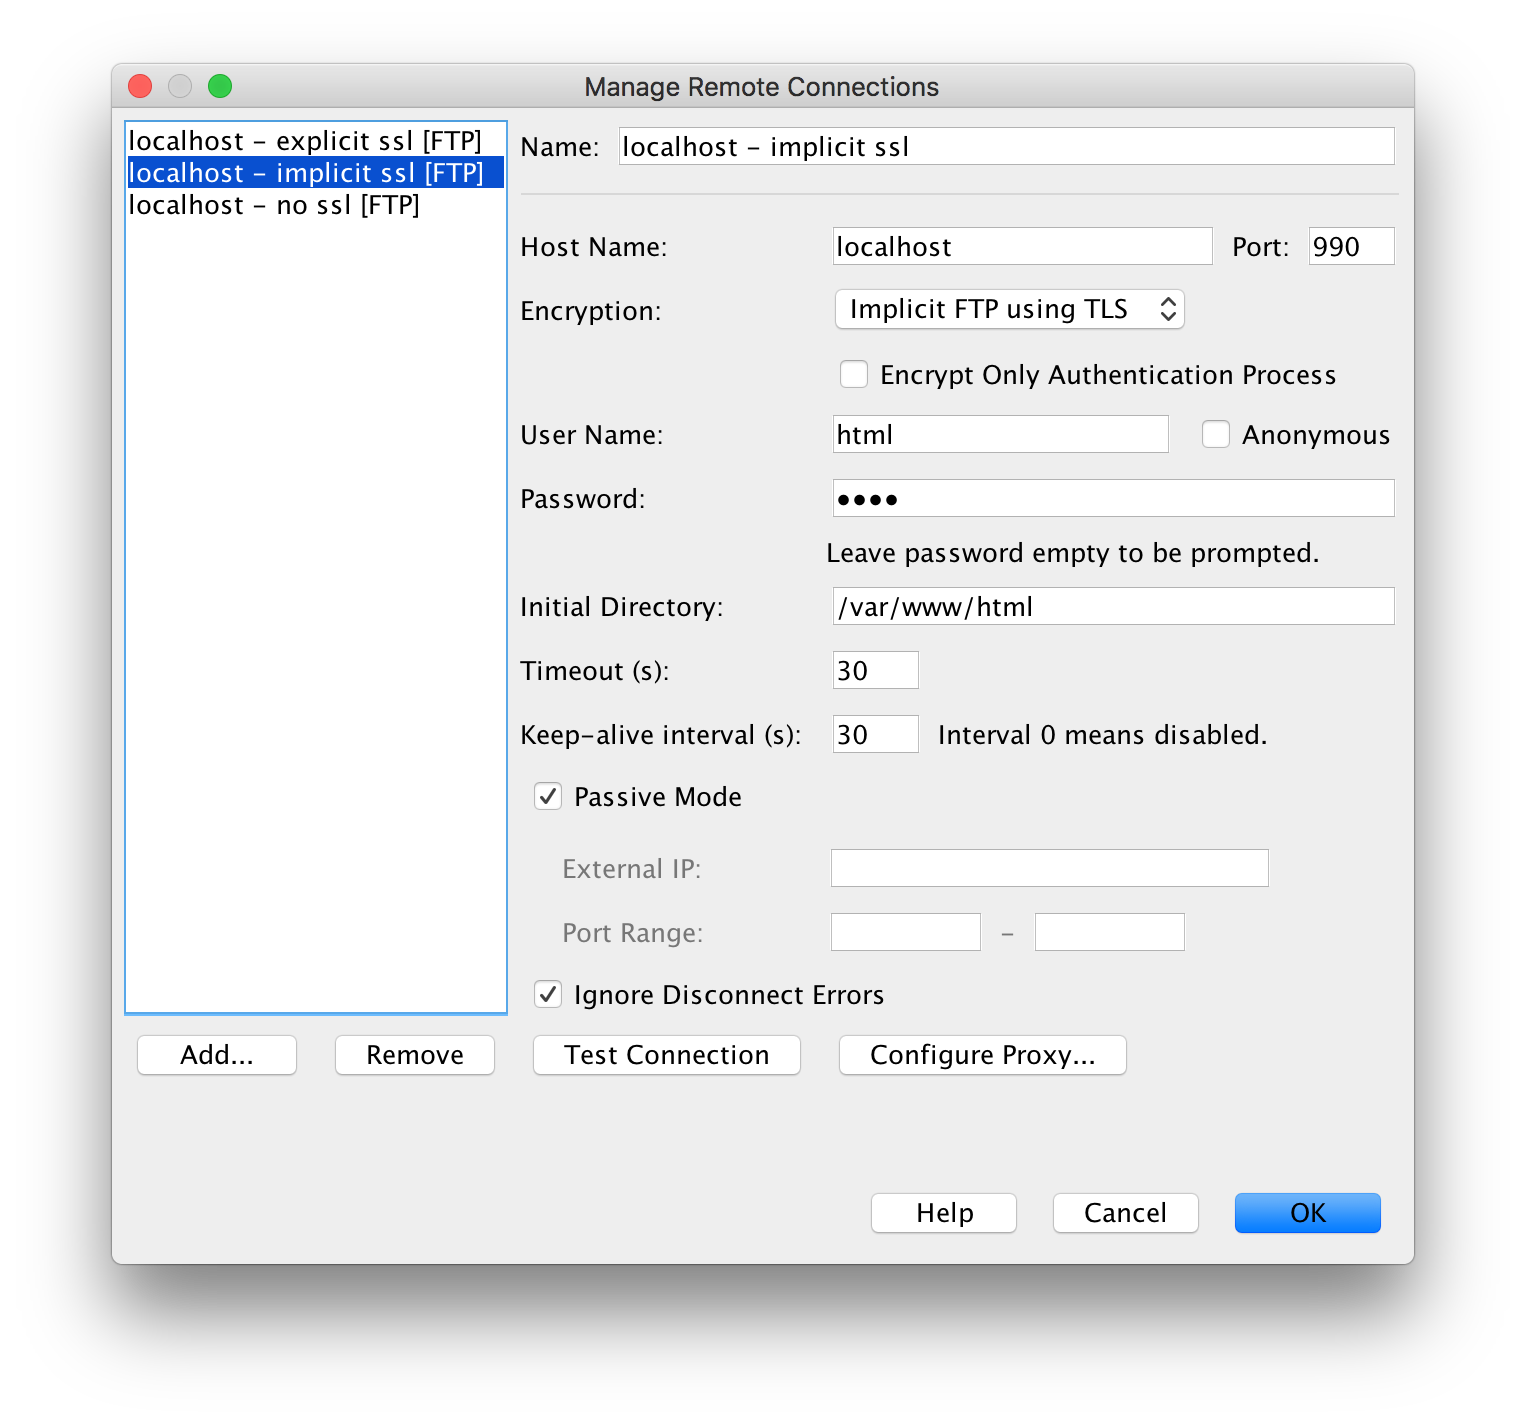 Manage Remote Connections
localhost – explicit ssl [FTP]
localhost – implicit ssl [FTP]
localhost – no ssl [FTP]
Name: localhost – implicit ssl
Host Name: localhost Port: 990
Encryption: Implicit FTP using TLS
Encrypt Only Authentication Process
User Name: html Anonymous
Password: ••••
Leave password empty to be prompted.
Initial Directory: /var/www/html
Timeout (s): 30
Keep-alive interval (s): 30 Interval 0 means disabled.
Passive Mode
External IP:
Port Range: –
Ignore Disconnect Errors
Add... Remove Test Connection Configure Proxy...
Help Cancel OK